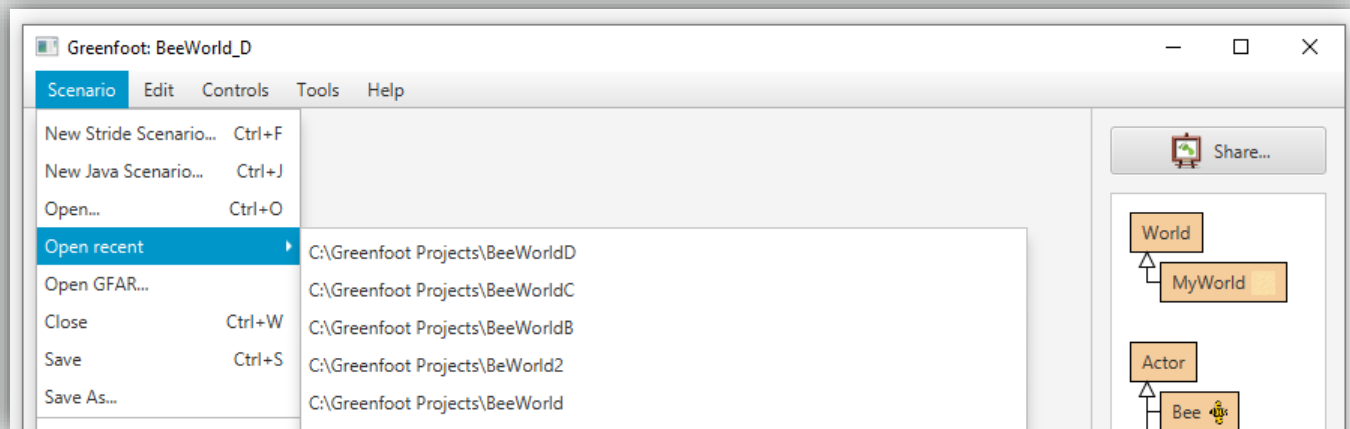 Greenfoot: BeeWorld_D
Scenario Edit Controls Tools Help
New Stride Scenario... Ctrl+F
New Java Scenario... Ctrl+J
Open... Ctrl+O
Open recent
Open GFAR...
Close Ctrl+W
Save Ctrl+S
Save As...
C:\Greenfoot Projects\BeeWorldD
C:\Greenfoot Projects\BeeWorldC
C:\Greenfoot Projects\BeeWorldB
C:\Greenfoot Projects\BeWorld2
C:\Greenfoot Projects\BeeWorld
Share...
World
MyWorld
Actor
Bee